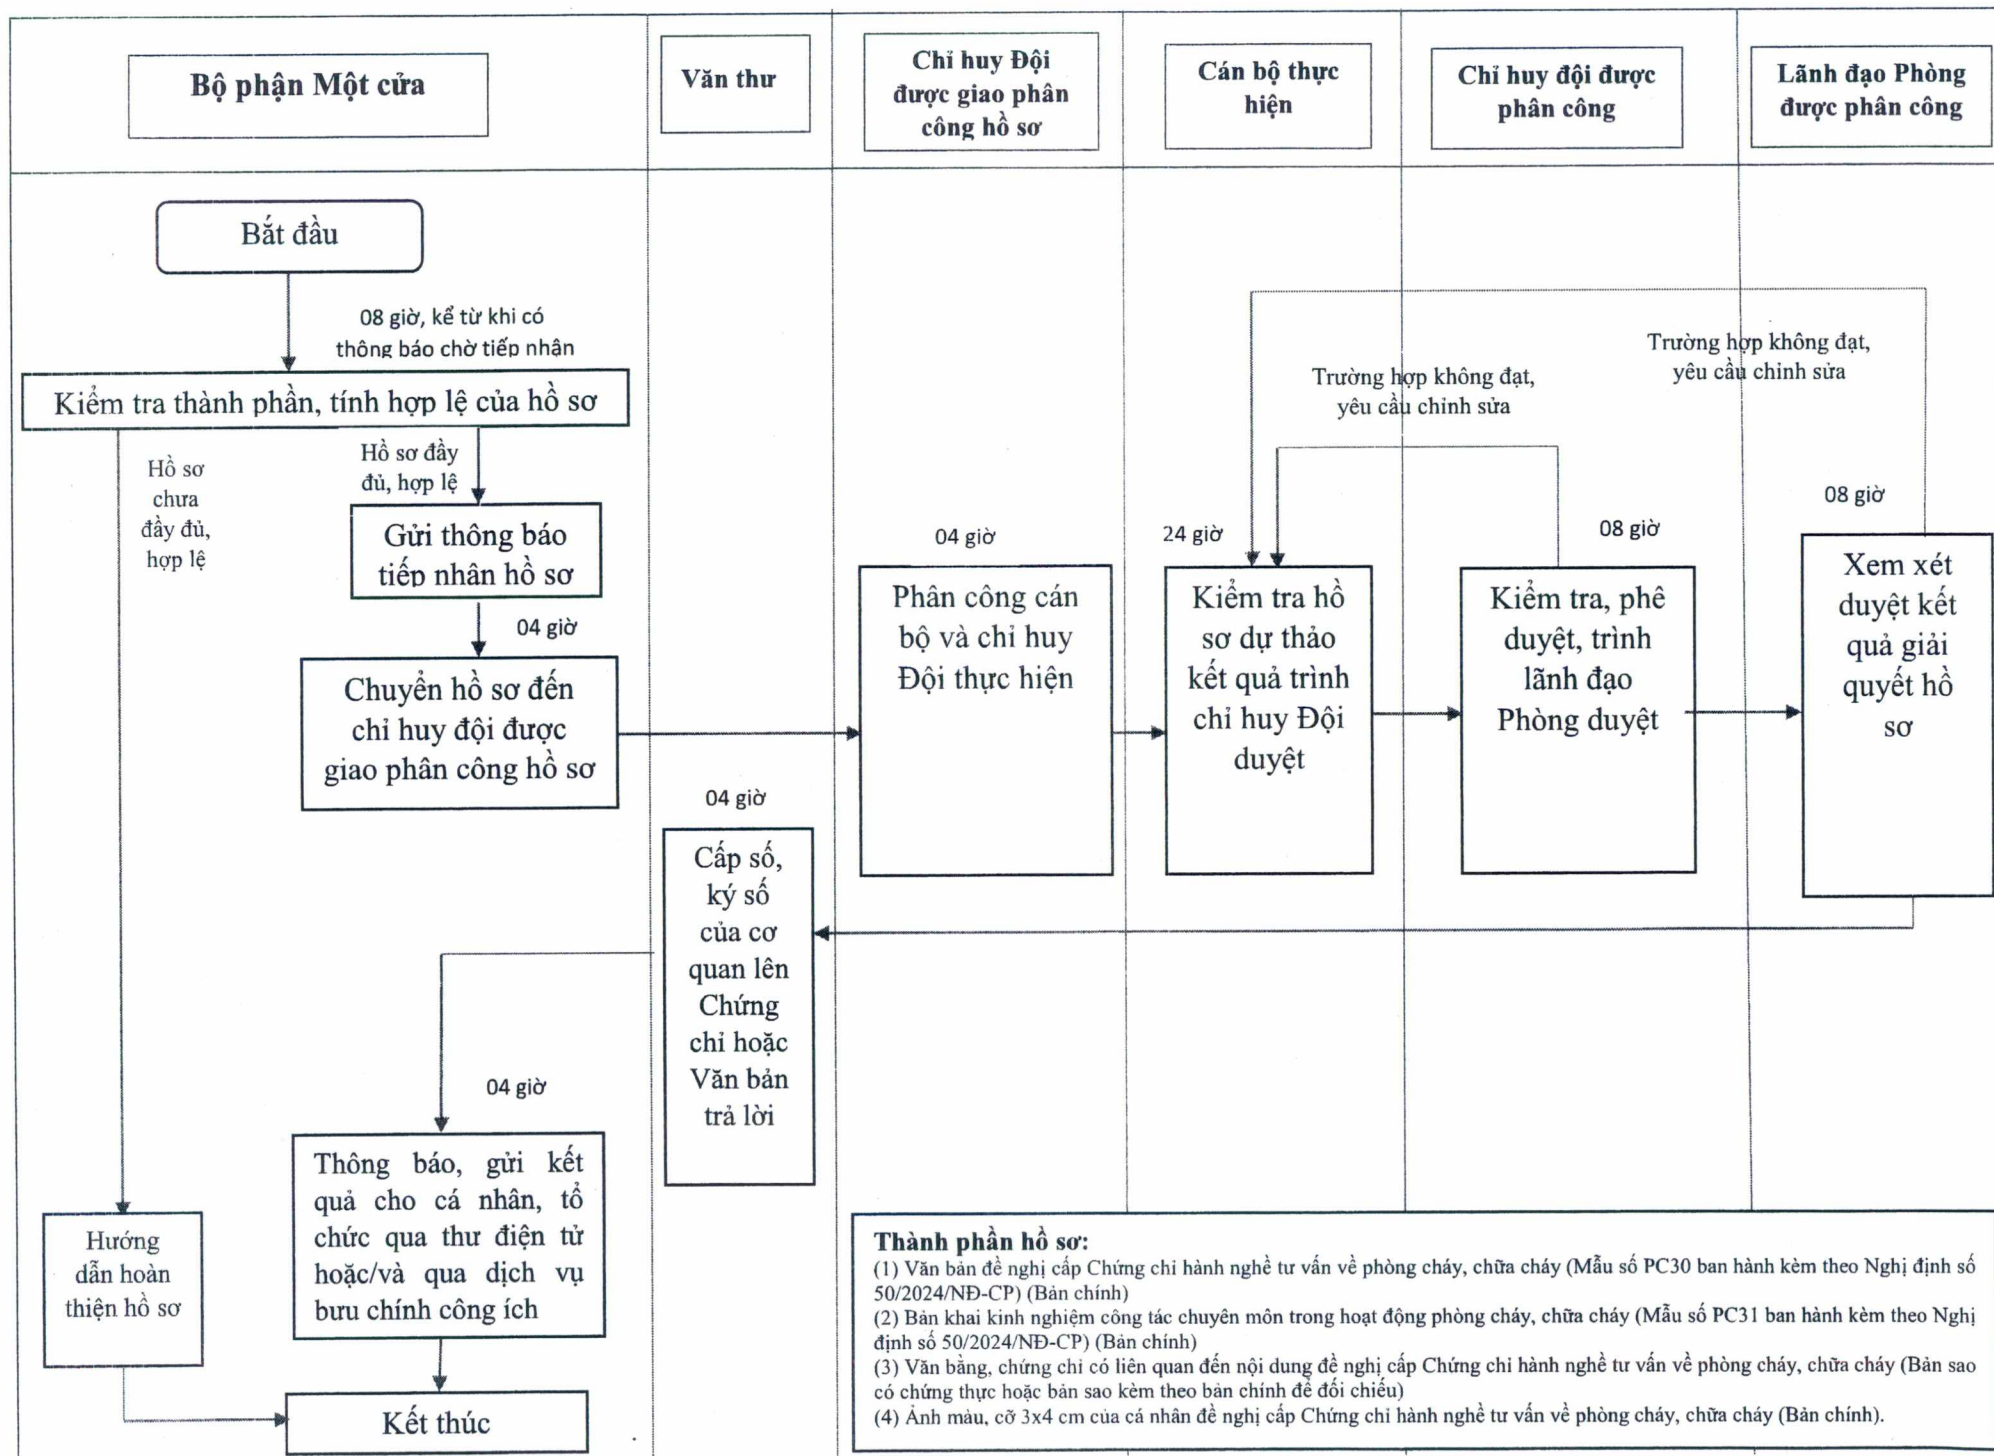 Bộ phận Một cửa
Văn thư
Chỉ huy Đội
được giao phân
công hồ sơ
Cán bộ thực
hiện
Chỉ huy đội được
phân công
Lãnh đạo Phòng
được phân công
Bắt đầu
08 giờ, kể từ khi có
thông báo chờ tiếp nhận
Kiểm tra thành phần, tính hợp lệ của hồ sơ
Hồ sơ
chưa
đầy đủ,
hợp lệ
Hồ sơ đầy
đủ, hợp lệ
Gửi thông báo
tiếp nhận hồ sơ
04 giờ
Chuyển hồ sơ đến
chỉ huy đội được
giao phân công hồ sơ
04 giờ
Phân công cán
bộ và chỉ huy
Đội thực hiện
24 giờ
Kiểm tra hồ
sơ dự thảo
kết quả trình
chỉ huy Đội
duyệt
Trường hợp không đạt,
yêu cầu chỉnh sửa
08 giờ
Kiểm tra, phê
duyệt, trình
lãnh đạo
Phòng duyệt
Trường hợp không đạt,
yêu cầu chỉnh sửa
08 giờ
Xem xét
duyệt kết
quả giải
quyết hồ
sơ
04 giờ
Cấp số,
ký số
của cơ
quan lên
Chứng
chỉ hoặc
Văn bản
trả lời
04 giờ
Thông báo, gửi kết
quả cho cá nhân, tổ
chức qua thư điện tử
hoặc/và qua dịch vụ
bưu chính công ích
Hướng
dẫn hoàn
thiện hồ sơ
Kết thúc
Thành phần hồ sơ:
(1) Văn bản đề nghị cấp Chứng chỉ hành nghề tư vấn về phòng cháy, chữa cháy (Mẫu số PC30 ban hành kèm theo Nghị định số
50/2024/NĐ-CP) (Bản chính)
(2) Bản khai kinh nghiệm công tác chuyên môn trong hoạt động phòng cháy, chữa cháy (Mẫu số PC31 ban hành kèm theo Nghị
định số 50/2024/NĐ-CP) (Bản chính)
(3) Văn bằng, chứng chỉ có liên quan đến nội dung đề nghị cấp Chứng chỉ hành nghề tư vấn về phòng cháy, chữa cháy (Bản sao
có chứng thực hoặc bản sao kèm theo bản chính để đối chiếu)
(4) Ảnh màu, cỡ 3x4 cm của cá nhân đề nghị cấp Chứng chỉ hành nghề tư vấn về phòng cháy, chữa cháy (Bản chính).